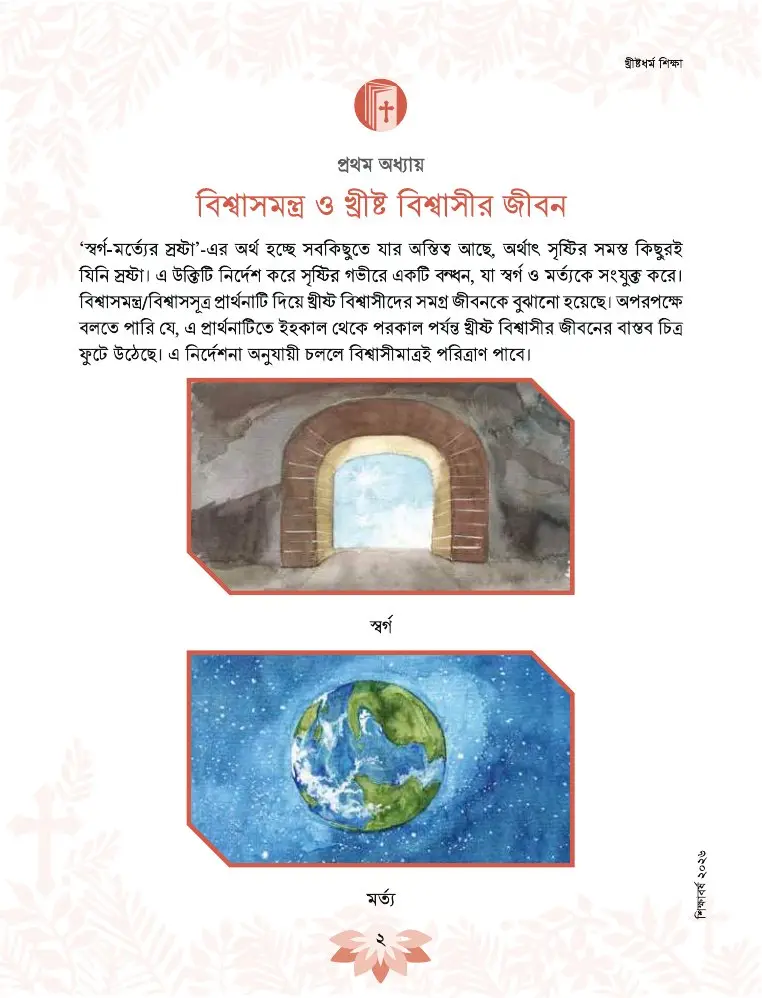 খ্রীষ্টধর্ম শিক্ষা
প্রথম অধ্যায়
বিশ্বাসমন্ত্র ও খ্রীষ্ট বিশ্বাসীর জীবন
‘স্বর্গ-মর্ত্যের স্রষ্টা’-এর অর্থ হচ্ছে সবকিছুতে যার অস্তিত্ব আছে, অর্থাৎ সৃষ্টির সমস্ত কিছুরই
যিনি স্রষ্টা। এ উক্তিটি নির্দেশ করে সৃষ্টির গভীরে একটি বন্ধন, যা স্বর্গ ও মর্ত্যকে সংযুক্ত করে।
বিশ্বাসমন্ত্র/বিশ্বাসসূত্র প্রার্থনাটি দিয়ে খ্রীষ্ট বিশ্বাসীদের সমগ্র জীবনকে বুঝানো হয়েছে। অপরপক্ষে
বলতে পারি যে, এ প্রার্থনাটিতে ইহকাল থেকে পরকাল পর্যন্ত খ্রীষ্ট বিশ্বাসীর জীবনের বাস্তব চিত্র
ফুটে উঠেছে। এ নির্দেশনা অনুযায়ী চললে বিশ্বাসীমাত্রই পরিত্রাণ পাবে।
স্বর্গ
মর্ত্য
শিক্ষাবর্ষ ২০২৬
২